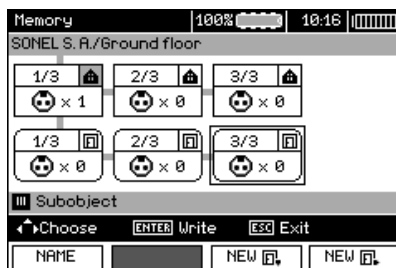 Memory 100% 10:16
SONEL S. A./Ground floor
1/3 2/3 3/3
x 1 x 0 x 0
1/3 2/3 3/3
x 0 x 0 x 0
Subobject
Choose ENTER Write ESC Exit
NAME NEW NEW